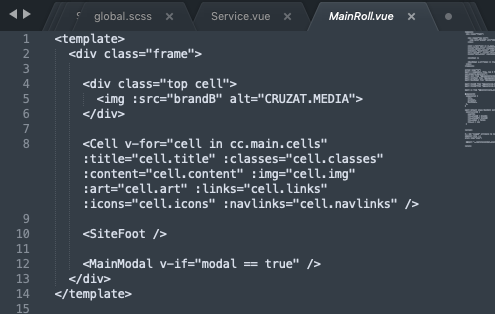 global.scss
Service.vue
MainRoll.vue
1 <template>
2 <div class="frame">
3
4 <div class="top cell">
5 <img :src="brandB" alt="CRUZAT.MEDIA">
6 </div>
7
8 <Cell v-for="cell in cc.main.cells"
:title="cell.title" :classes="cell.classes"
:content="cell.content" :img="cell.img"
:art="cell.art" :links="cell.links"
:icons="cell.icons" :navlinks="cell.navlinks" />
9
10 <SiteFoot />
11
12 <MainModal v-if="modal == true" />
13 </div>
14 </template>
15